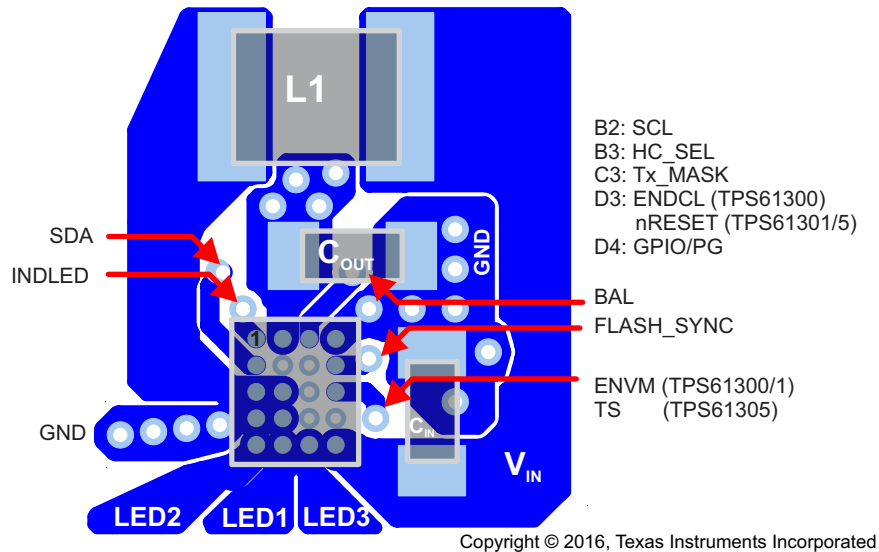 L1
B2: SCL
B3: HC_SEL
C3: Tx_MASK
D3: ENDCL (TPS61300)
nRESET (TPS61301/5)
D4: GPIO/PG
SDA
INDLED
COUT
GND
BAL
FLASH_SYNC
1
ENVM (TPS61300/1)
TS (TPS61305)
GND
CIN
VIN
LED2
LED1
LED3
Copyright © 2016, Texas Instruments Incorporated